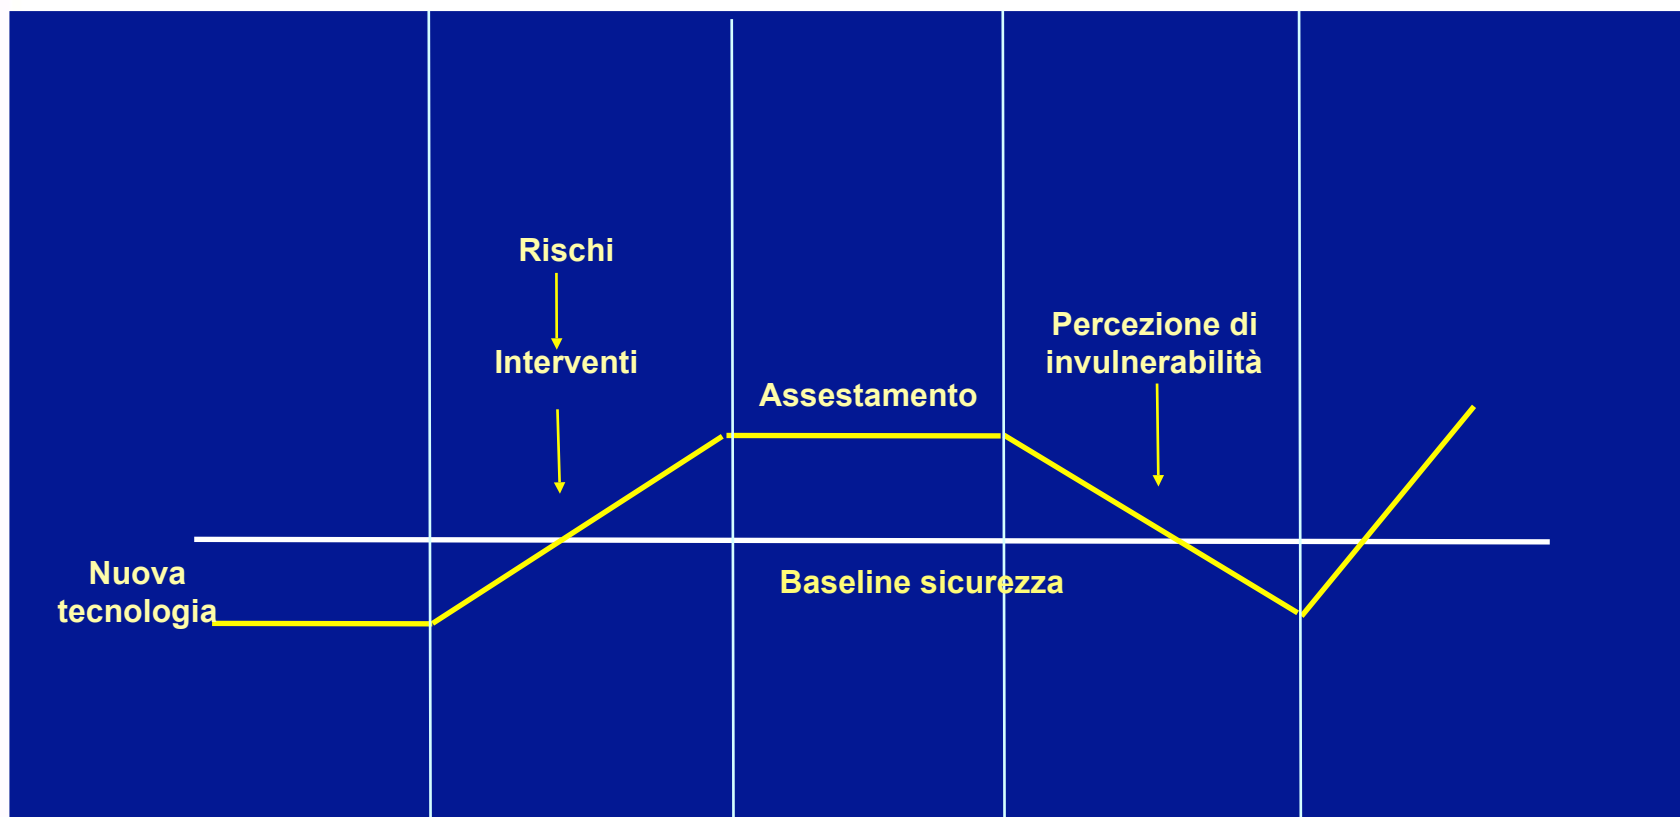 Rischi
Interventi
Percezione di
invulnerabilità
Assestamento
Nuova
tecnologia
Baseline sicurezza